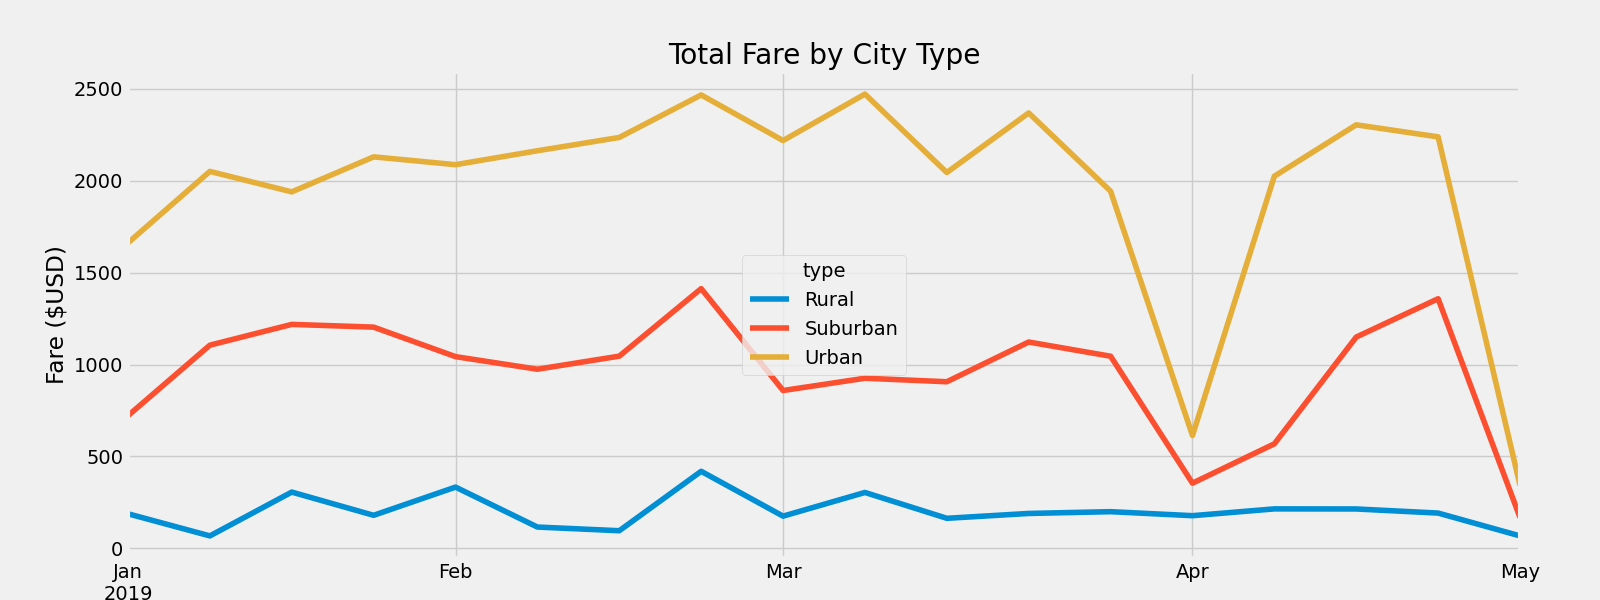 Total Fare by City Type
2500
2000
1500
1000
500
0
Fare ($USD)
type
Rural
Suburban
Urban
Jan Feb Mar Apr May
2019